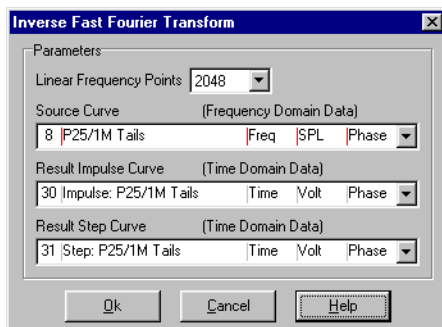 Inverse Fast Fourier Transform
Parameters
Linear Frequency Points 2048
Source Curve (Frequency Domain Data)
8 P25/1M Tails Freq SPL Phase
Result Impulse Curve (Time Domain Data)
30 Impulse: P25/1M Tails Time Volt Phase
Result Step Curve (Time Domain Data)
31 Step: P25/1M Tails Time Volt Phase
Ok Cancel Help